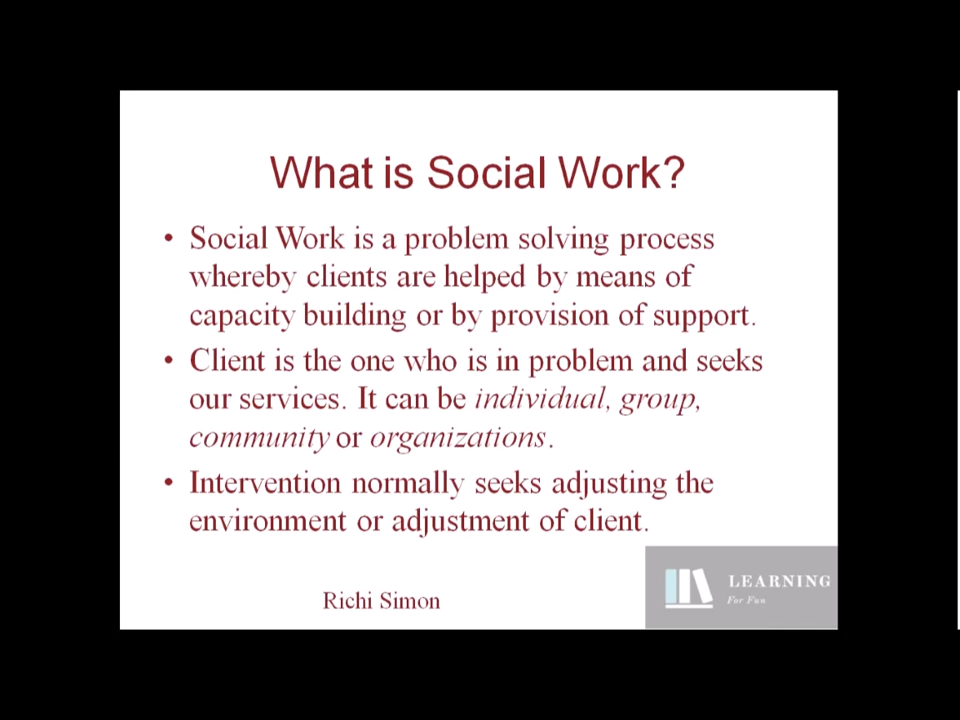 What is Social Work?
• Social Work is a problem solving process
whereby clients are helped by means of
capacity building or by provision of support.
• Client is the one who is in problem and seeks
our services. It can be individual, group,
community or organizations.
• Intervention normally seeks adjusting the
environment or adjustment of client.
Richi Simon
LEARNING
For Fun